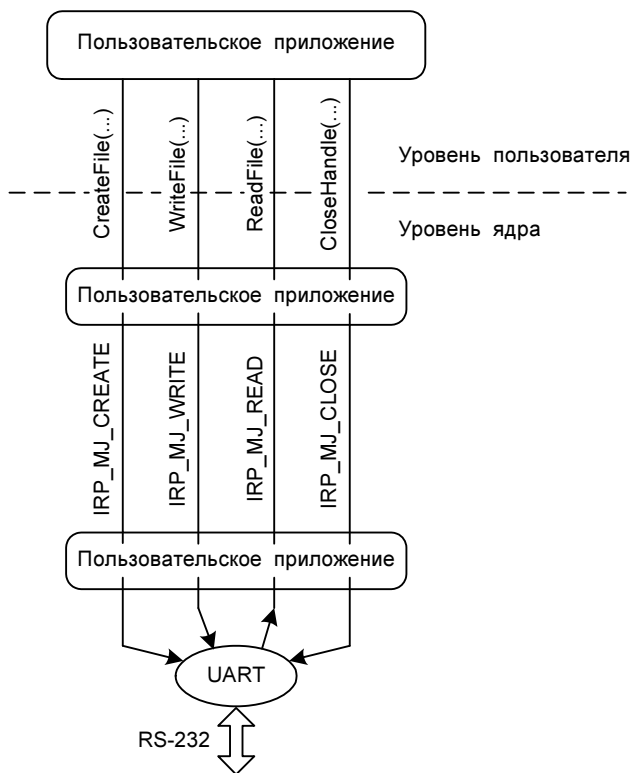 Пользовательское приложение
CreateFile(...)
WriteFile(...)
ReadFile(...)
CloseHandle(...)
Уровень пользователя
Уровень ядра
Пользовательское приложение
IRP_MJ_CREATE
IRP_MJ_WRITE
IRP_MJ_READ
IRP_MJ_CLOSE
Пользовательское приложение
UART
RS-232